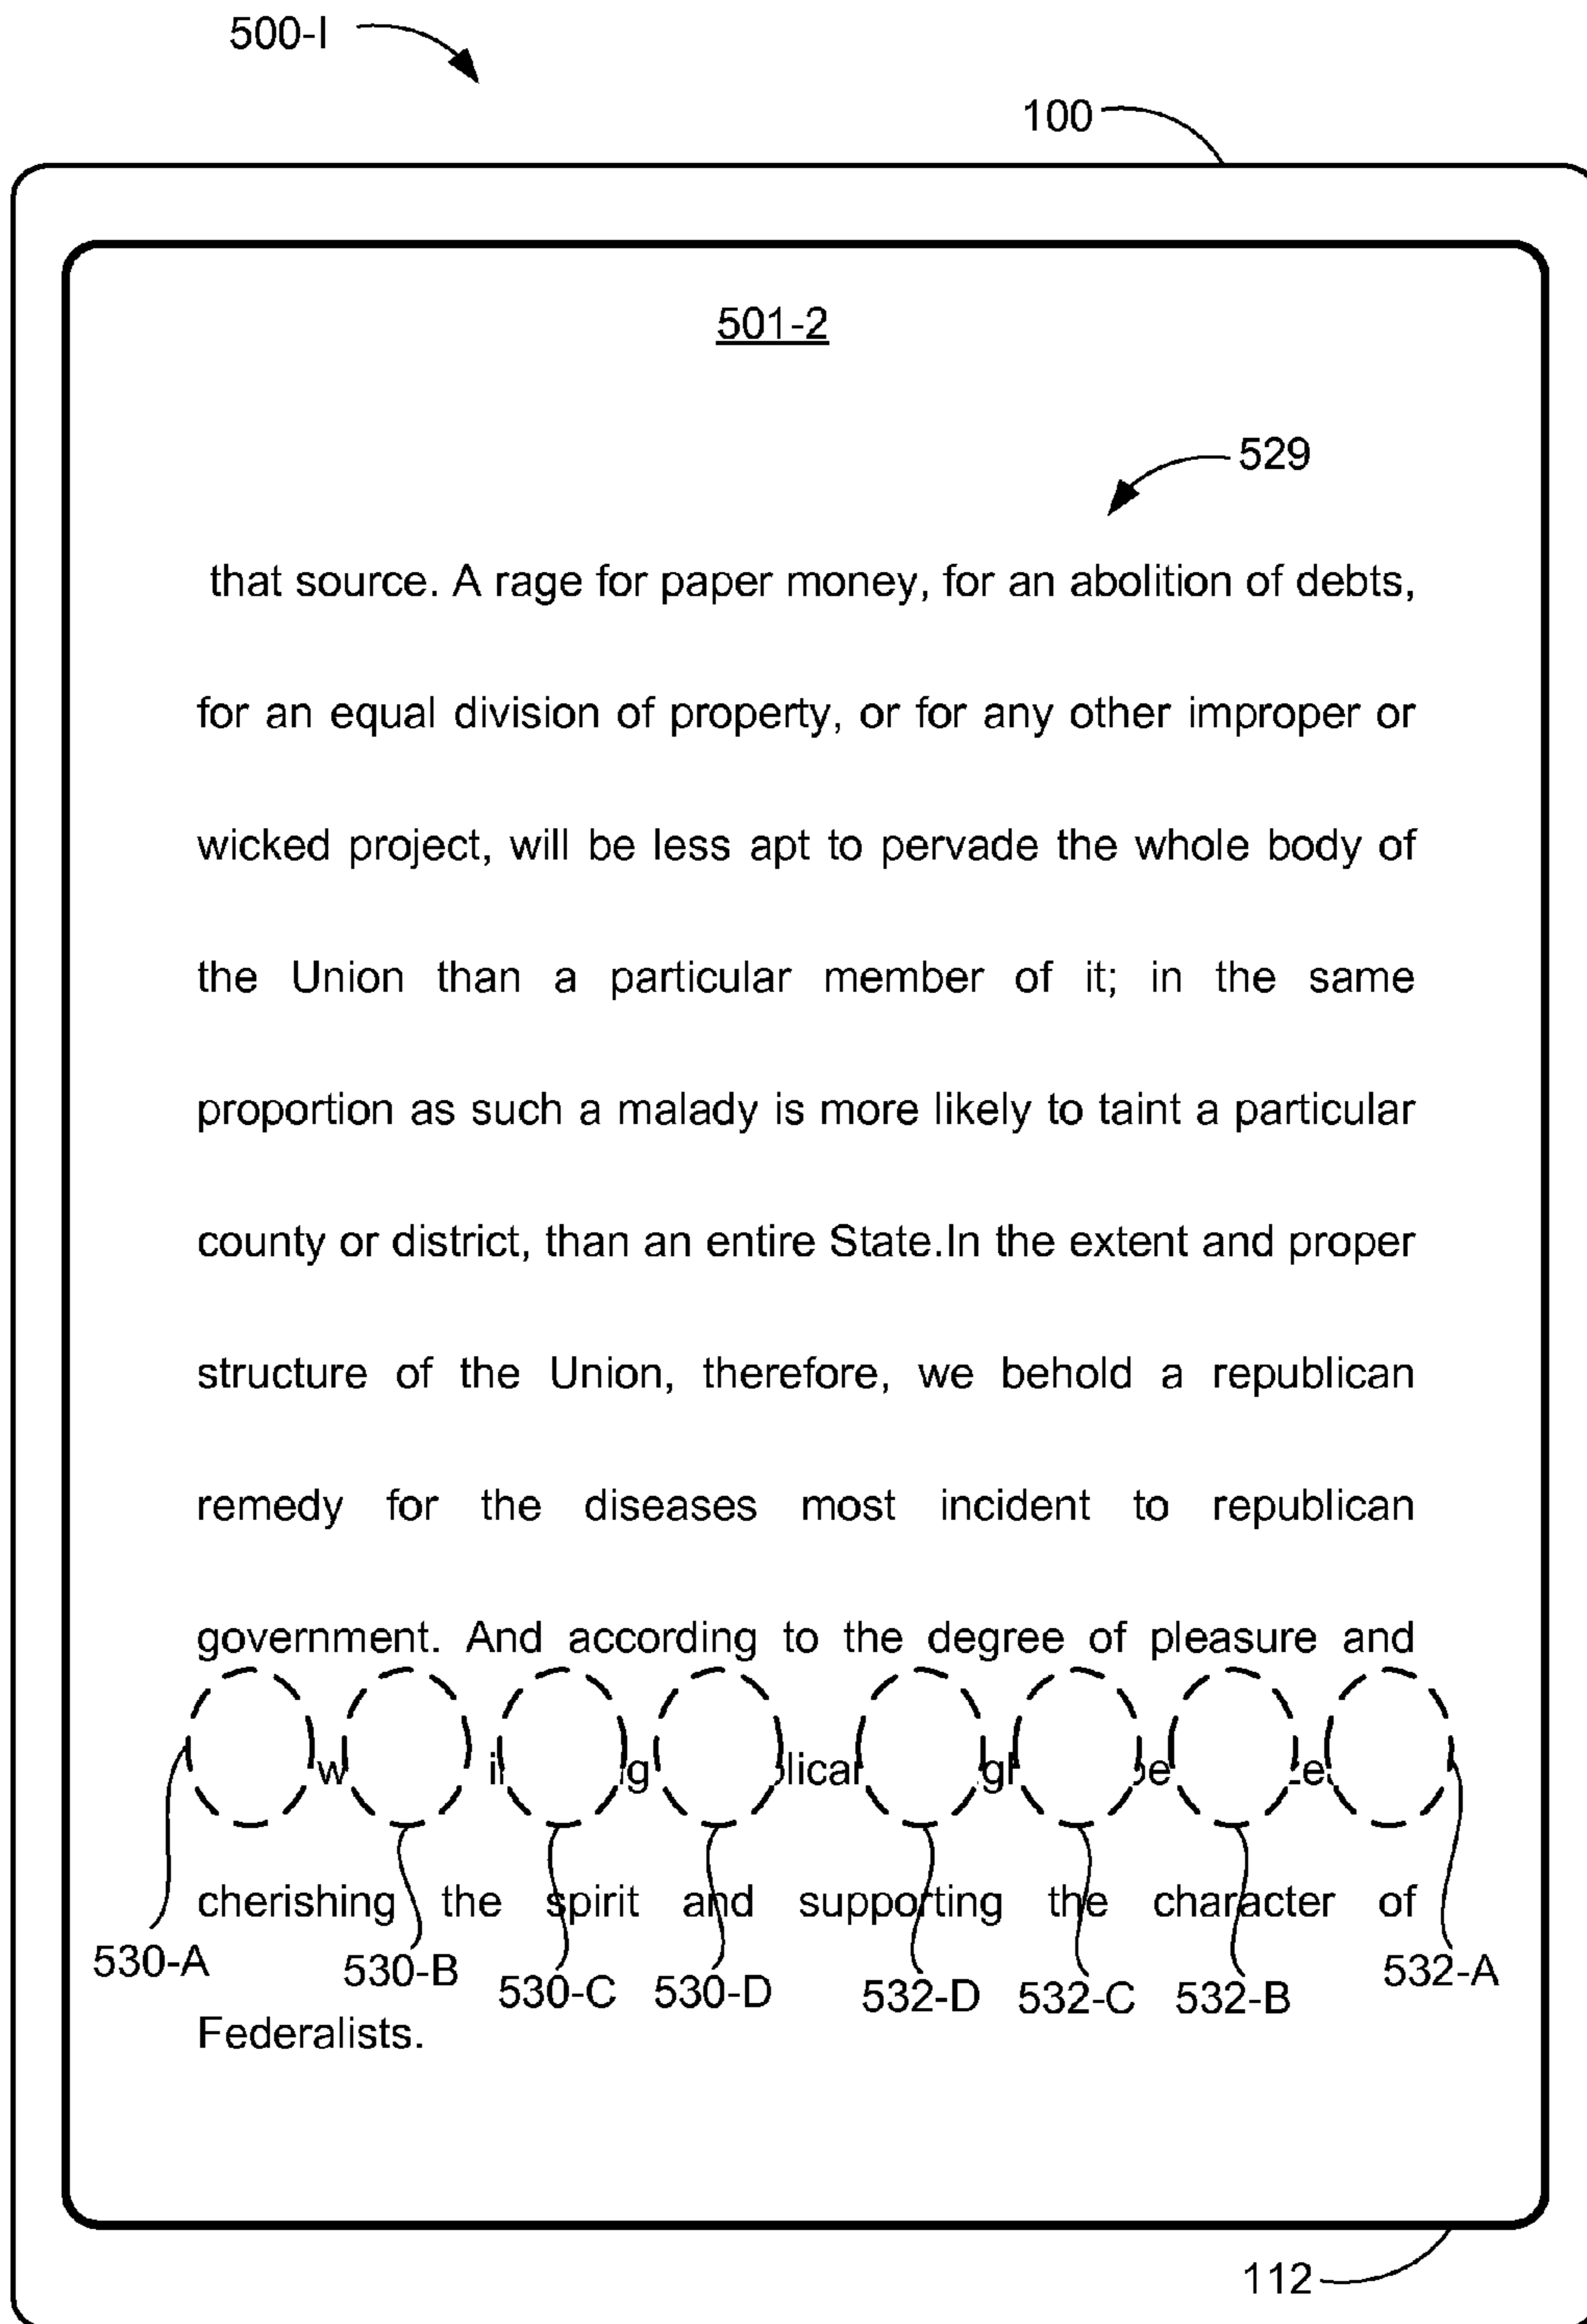 500-I
100
501-2
529
that source. A rage for paper money, for an abolition of debts,
for an equal division of property, or for any other improper or
wicked project, will be less apt to pervade the whole body of
the Union than a particular member of it; in the same
proportion as such a malady is more likely to taint a particular
county or district, than an entire State.In the extent and proper
structure of the Union, therefore, we behold a republican
remedy for the diseases most incident to republican
government. And according to the degree of pleasure and
cherishing the spirit and supporting the character of
530-A 530-B 530-C 530-D 532-D 532-C 532-B 532-A
Federalists.
112